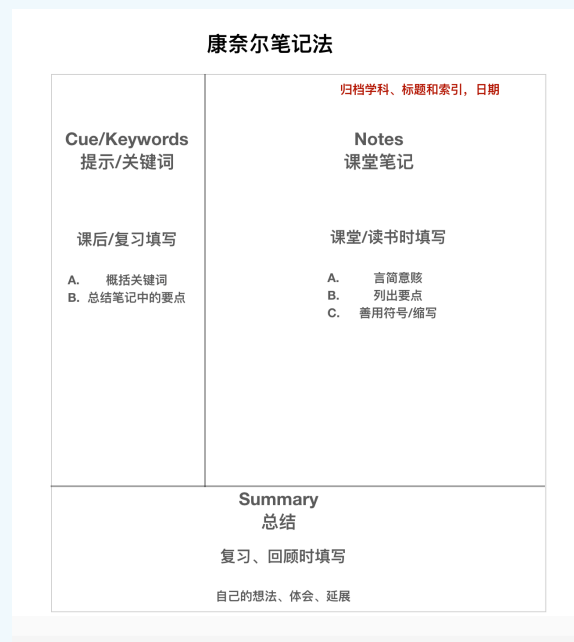 康奈尔笔记法
归档学科、标题和索引，日期
Cue/Keywords
提示/关键词
课后/复习填写
A. 概括关键词
B. 总结笔记中的要点
Notes
课堂笔记
课堂/读书时填写
A. 言简意赅
B. 列出要点
C. 善用符号/缩写
Summary
总结
复习、回顾时填写
自己的想法、体会、延展